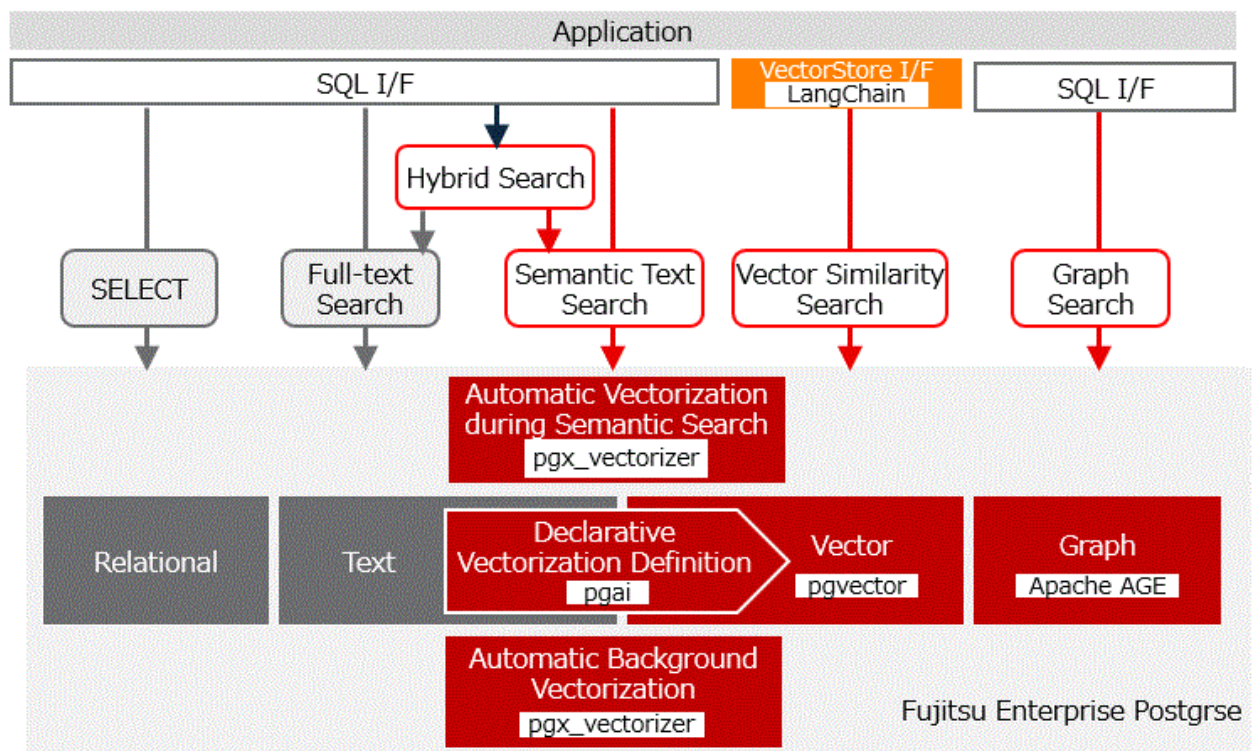 Application
SQL I/F
VectorStore I/F
LangChain
SQL I/F
Hybrid Search
SELECT
Full-text
Search
Semantic Text
Search
Vector Similarity
Search
Graph
Search
Automatic Vectorization
during Semantic Search
pgx_vectorizer
Relational
Text
Declarative
Vectorization Definition
pgai
Vector
pgvector
Graph
Apache AGE
Automatic Background
Vectorization
pgx_vectorizer
Fujitsu Enterprise Postgrse